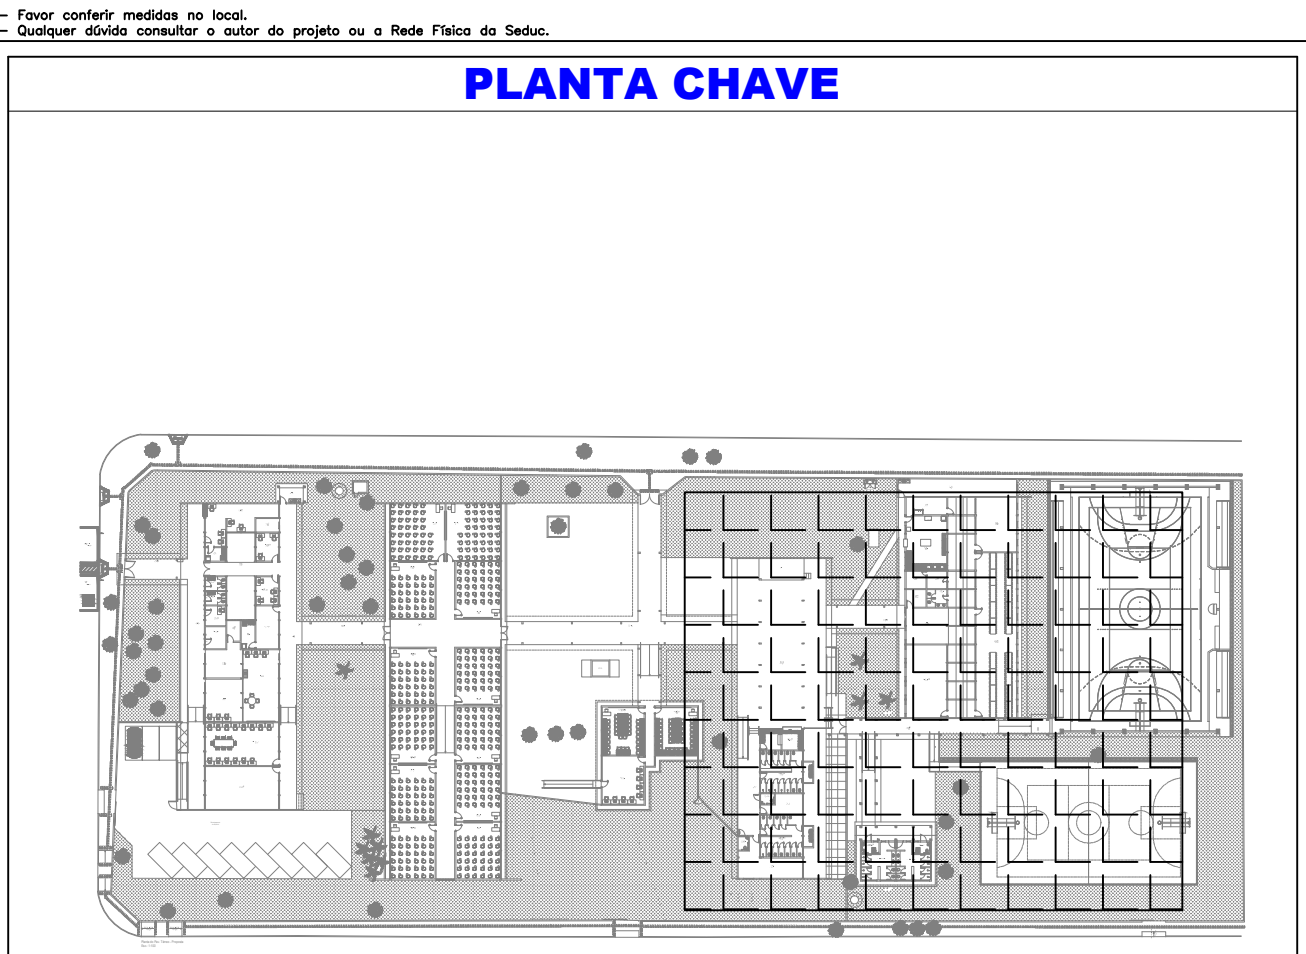 - Favor conferir medidas no local.
- Qualquer dúvida consultar o autor do projeto ou a Rede Física da Seduc.
PLANTA CHAVE